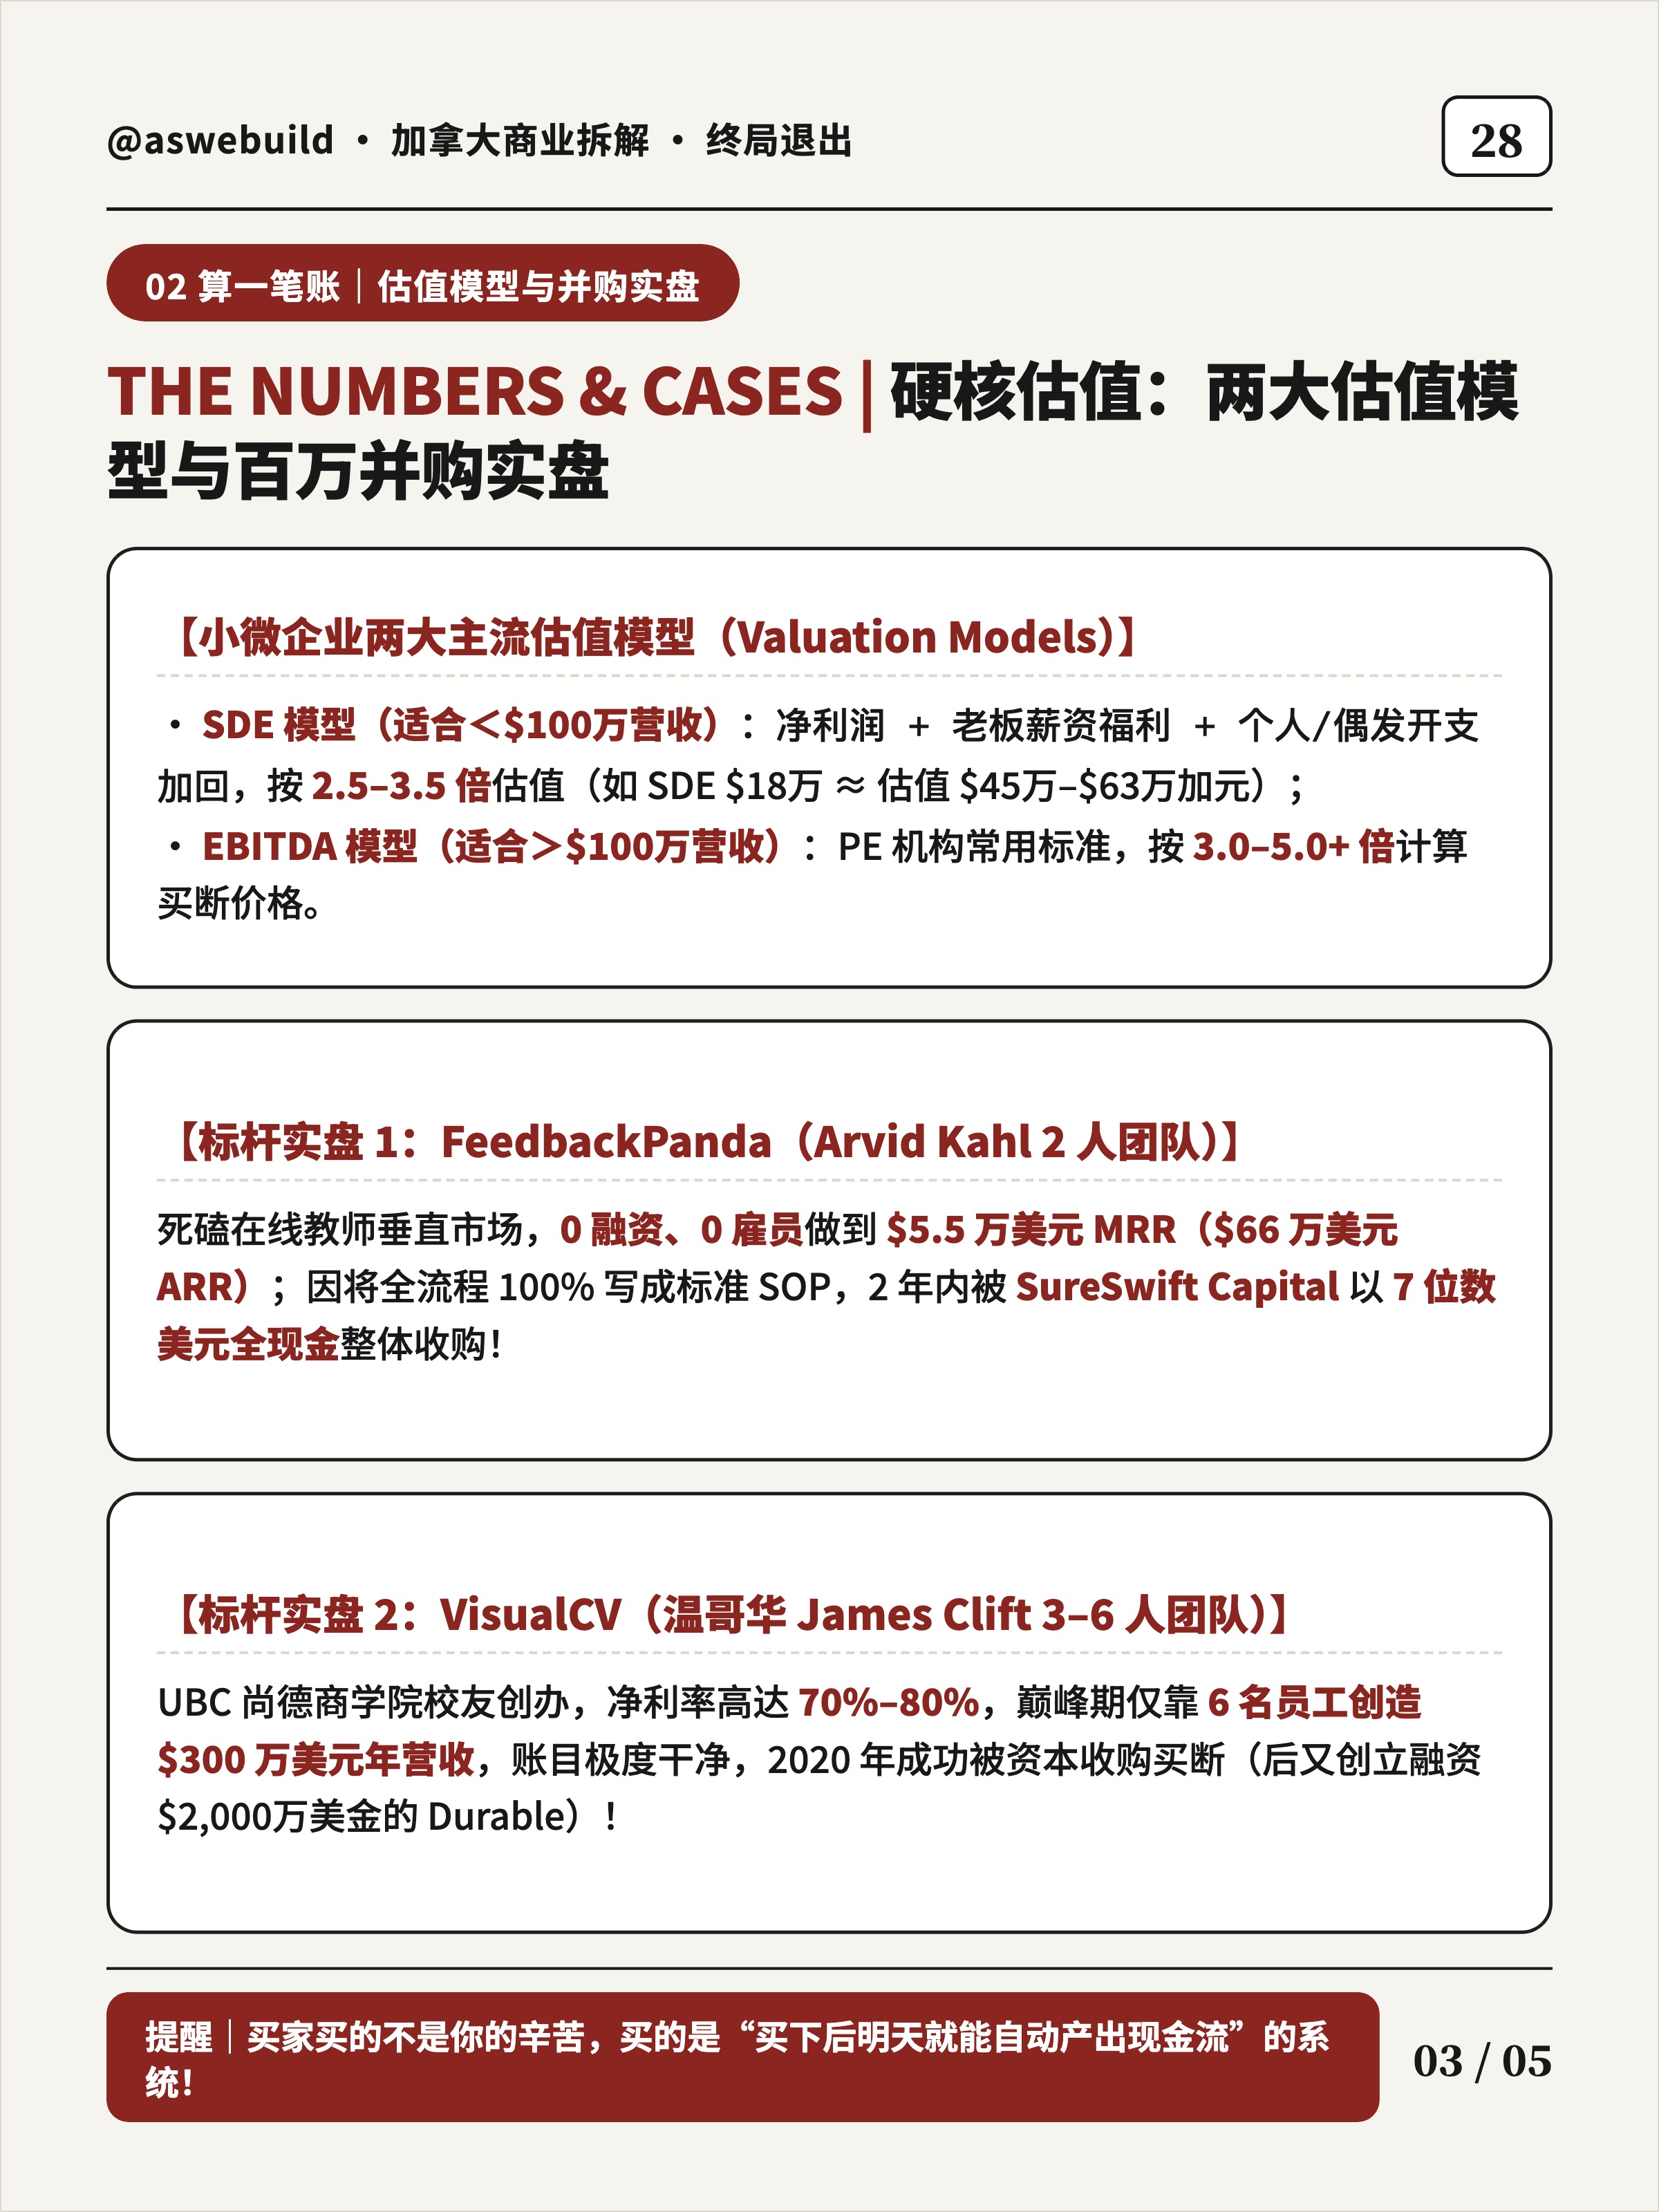 @aswebuild • 加拿大商业拆解 • 终局退出
28
02 算一笔账｜估值模型与并购实盘
THE NUMBERS & CASES | 硬核估值：两大估值模
型与百万并购实盘
【小微企业两大主流估值模型（Valuation Models）】
• SDE 模型（适合＜$100万营收）：净利润 + 老板薪资福利 + 个人/偶发开支
加回，按 2.5–3.5 倍估值（如 SDE $18万 ≈ 估值 $45万–$63万加元）；
• EBITDA 模型（适合＞$100万营收）：PE 机构常用标准，按 3.0–5.0+ 倍计算
买断价格。
【标杆实盘 1：FeedbackPanda（Arvid Kahl 2 人团队）】
死磕在线教师垂直市场，0 融资、0 雇员做到 $5.5 万美元 MRR（$66 万美元
ARR）；因将全流程 100% 写成标准 SOP，2 年内被 SureSwift Capital 以 7 位数
美元全现金整体收购！
【标杆实盘 2：VisualCV（温哥华 James Clift 3–6 人团队）】
UBC 尚德商学院校友创办，净利率高达 70%–80%，巅峰期仅靠 6 名员工创造
$300 万美元年营收，账目极度干净，2020 年成功被资本收购买断（后又创立融资
$2,000万美金的 Durable）！
提醒｜买家买的不是你的辛苦，买的是“买下后明天就能自动产出现金流”的系
统！
03 / 05